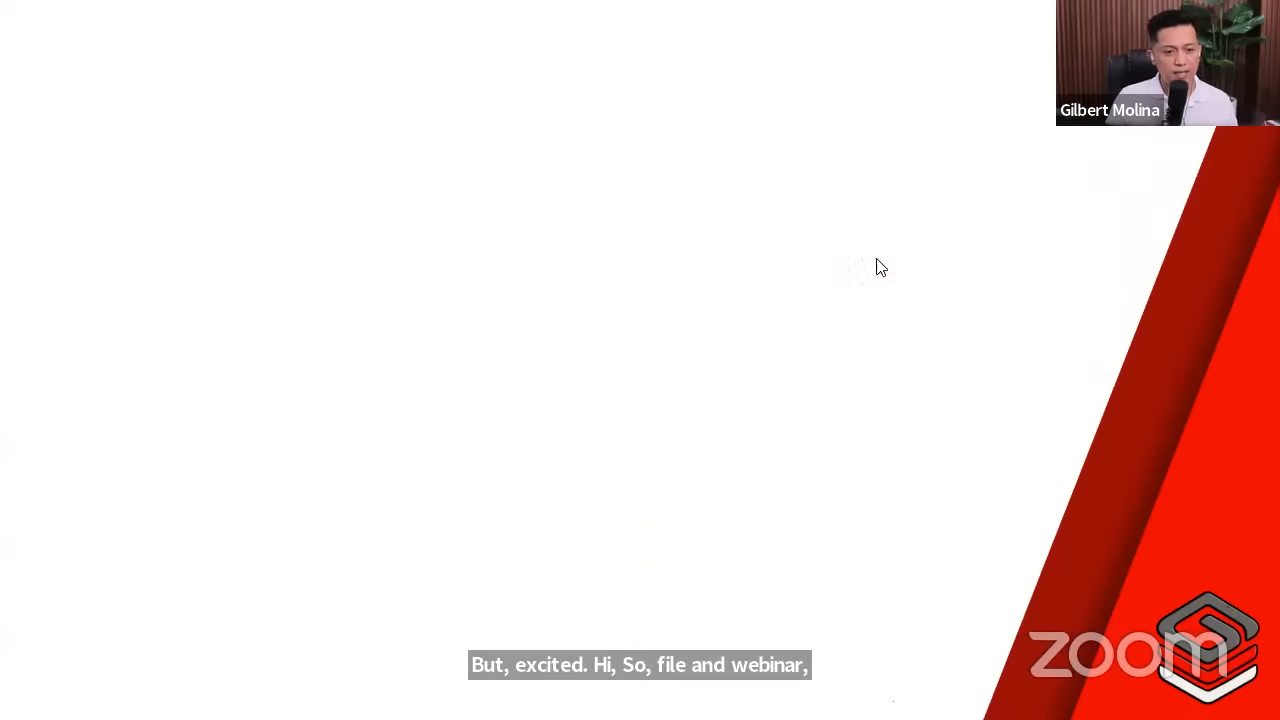 Gilbert Molina
zoom
But, excited. Hi, So, file and webinar,